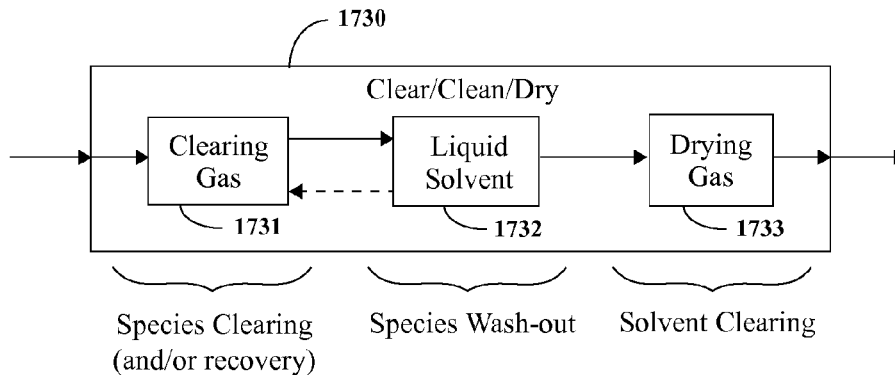 1730
Clear/Clean/Dry
Clearing
Gas
Liquid
Solvent
Drying
Gas
1731
1732
1733
Species Clearing
(and/or recovery)
Species Wash-out
Solvent Clearing